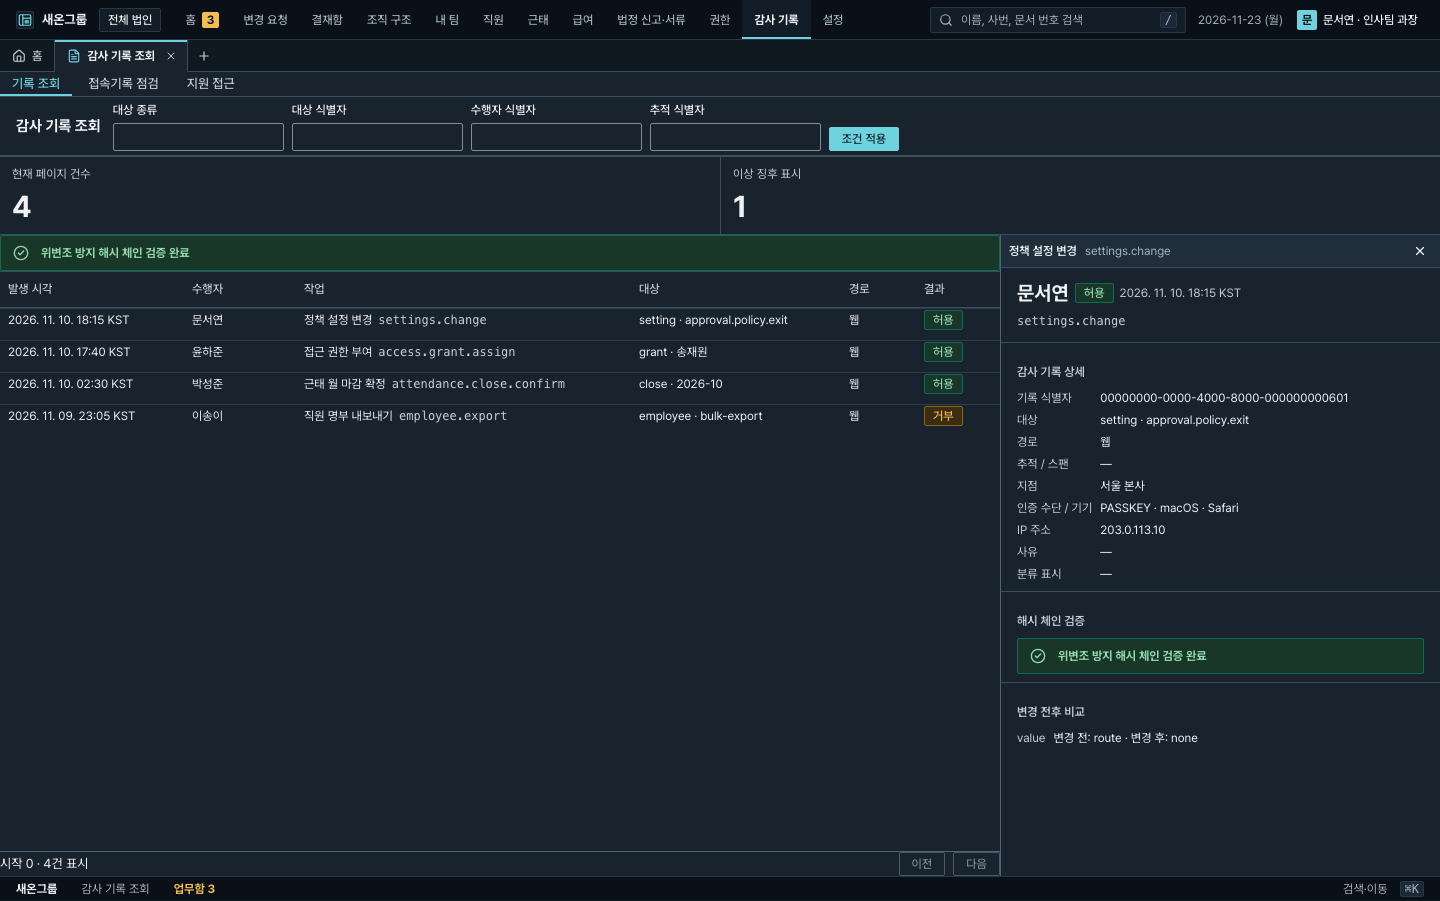 새온그룹 전체 법인 홈 3 변경 요청 결재함 조직 구조 내 팀 직원 근태 급여 법정 신고·서류 권한 감사 기록 설정 이름, 사번, 문서 번호 검색 / 2026-11-23 (월) 문 문서연 · 인사팀 과장
홈 감사 기록 조회
기록 조회 접속기록 점검 지원 접근
감사 기록 조회
대상 종류 대상 식별자 수행자 식별자 추적 식별자
조건 적용
현재 페이지 건수
4
이상 징후 표시
1
위변조 방지 해시 체인 검증 완료
발생 시각 수행자 작업 대상 경로 결과
2026. 11. 10. 18:15 KST 문서연 정책 설정 변경 settings.change setting · approval.policy.exit 웹 허용
2026. 11. 10. 17:40 KST 윤하준 접근 권한 부여 access.grant.assign grant · 송재원 웹 허용
2026. 11. 10. 02:30 KST 박성준 근태 월 마감 확정 attendance.close.confirm close · 2026-10 웹 허용
2026. 11. 09. 23:05 KST 이송이 직원 명부 내보내기 employee.export employee · bulk-export 웹 거부
시작 0 · 4건 표시 이전 다음
정책 설정 변경 settings.change
문서연 허용 2026. 11. 10. 18:15 KST
settings.change
감사 기록 상세
기록 식별자 00000000-0000-4000-8000-000000000601
대상 setting · approval.policy.exit
경로 웹
추적 / 스팬 —
지점 서울 본사
인증 수단 / 기기 PASSKEY · macOS · Safari
IP 주소 203.0.113.10
사유 —
분류 표시 —
해시 체인 검증
위변조 방지 해시 체인 검증 완료
변경 전후 비교
value 변경 전: route · 변경 후: none
새온그룹 감사 기록 조회 업무함 3 검색·이동 ⌘K